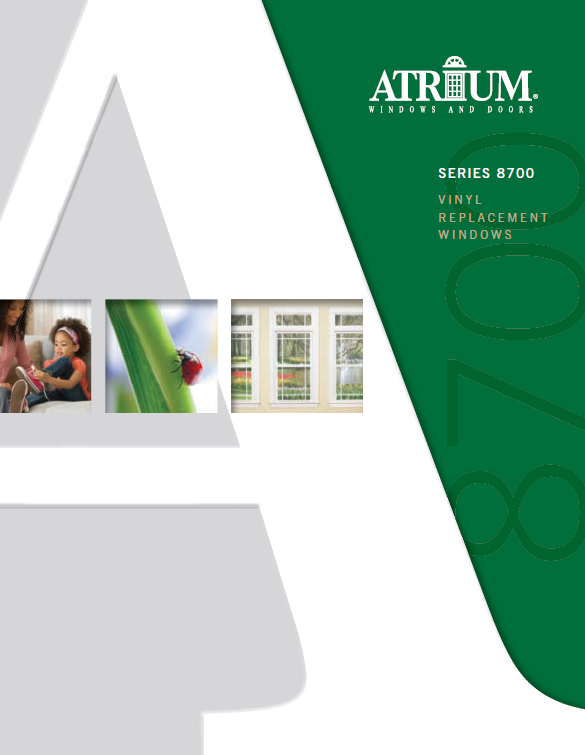 ATRIUM®
WINDOWS AND DOORS
SERIES 8700
VINYL
REPLACEMENT
WINDOWS
8700